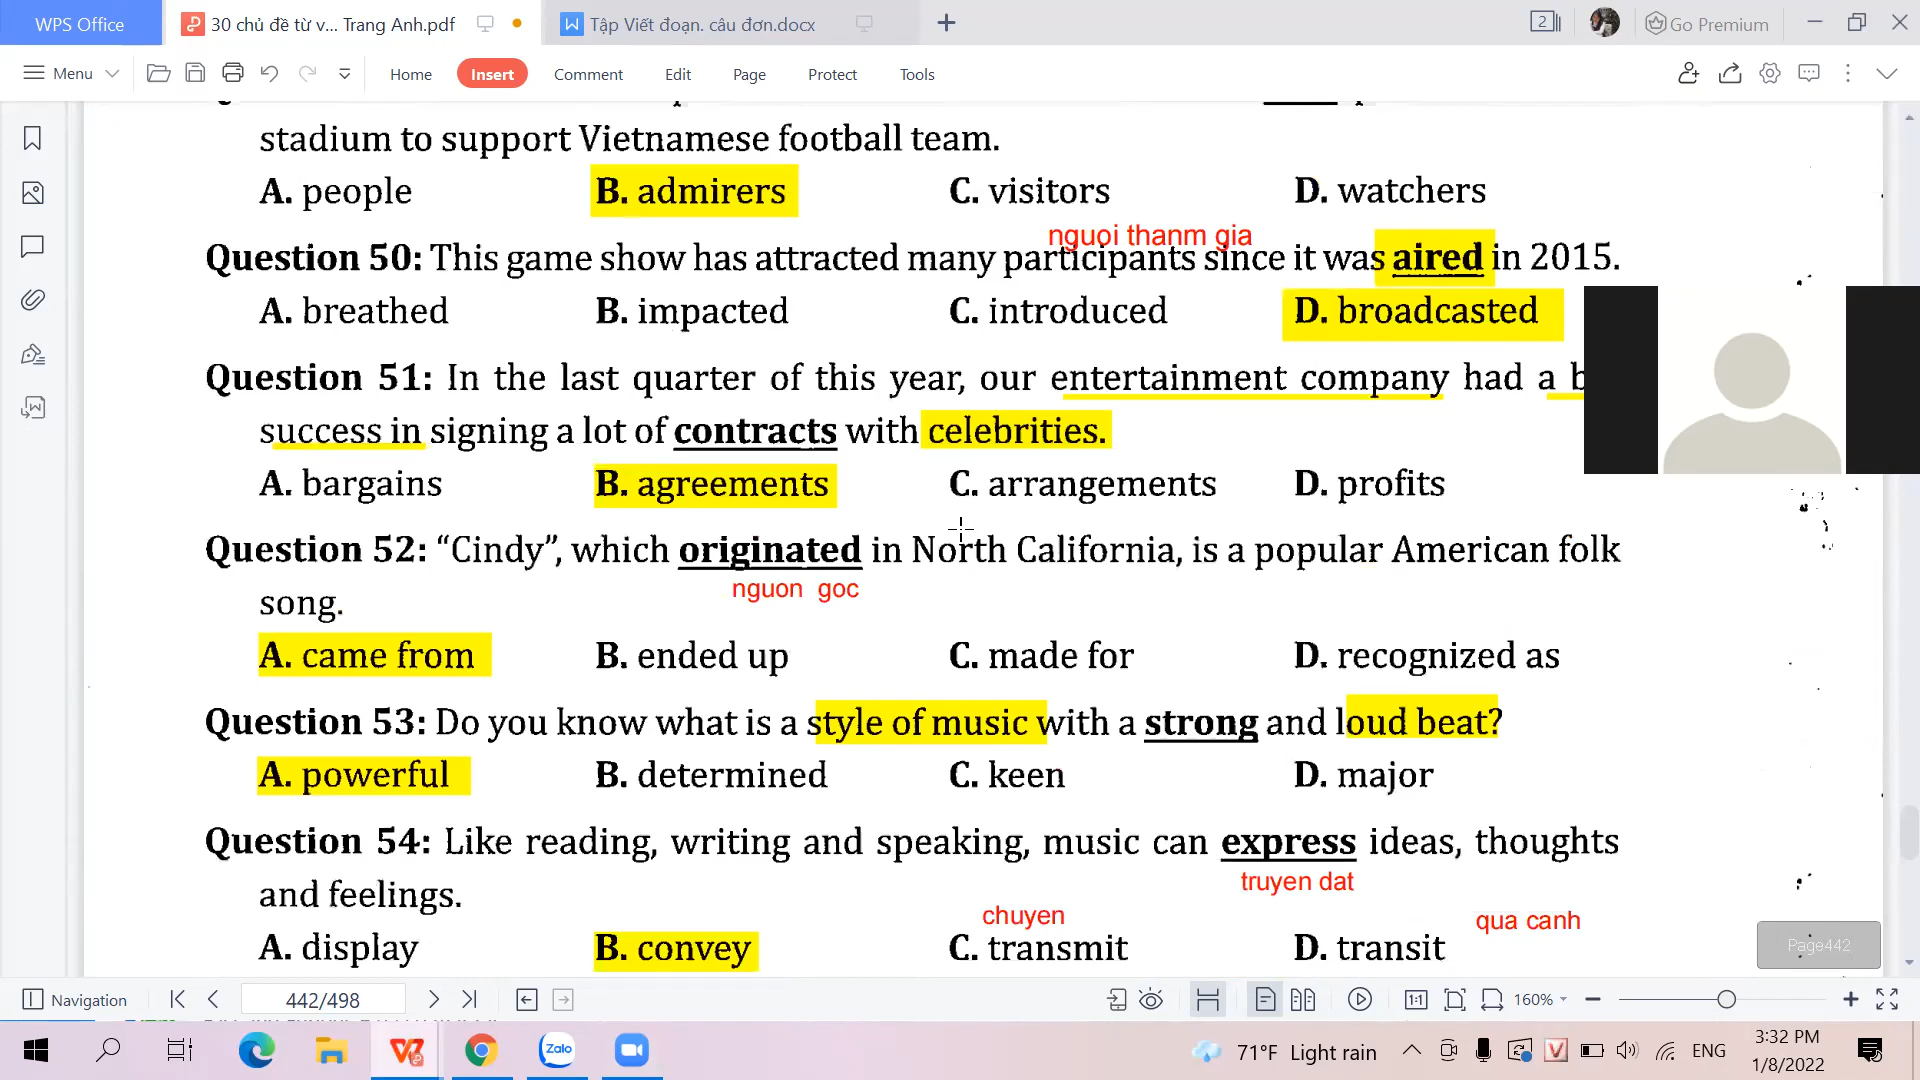 WPS Office
30 chủ đề từ v... Trang Anh.pdf
Tập Viết đoạn. câu đơn.docx
2
Go Premium
Menu
Home
Insert
Comment
Edit
Page
Protect
Tools
stadium to support Vietnamese football team.
A. people B. admirers C. visitors D. watchers
nguoi thanm gia
Question 50: This game show has attracted many participants since it was aired in 2015.
A. breathed B. impacted C. introduced D. broadcasted
Question 51: In the last quarter of this year, our entertainment company had a b
success in signing a lot of contracts with celebrities.
A. bargains B. agreements C. arrangements D. profits
Question 52: “Cindy”, which originated in North California, is a popular American folk
nguon goc
song.
A. came from B. ended up C. made for D. recognized as
Question 53: Do you know what is a style of music with a strong and loud beat?
A. powerful B. determined C. keen D. major
Question 54: Like reading, writing and speaking, music can express ideas, thoughts
truyen dat
and feelings.
chuyen
qua canh
A. display B. convey C. transmit D. transit
Page442
Navigation
442/498
1:1
160%
Zalo
71°F Light rain
ENG
3:32 PM
1/8/2022